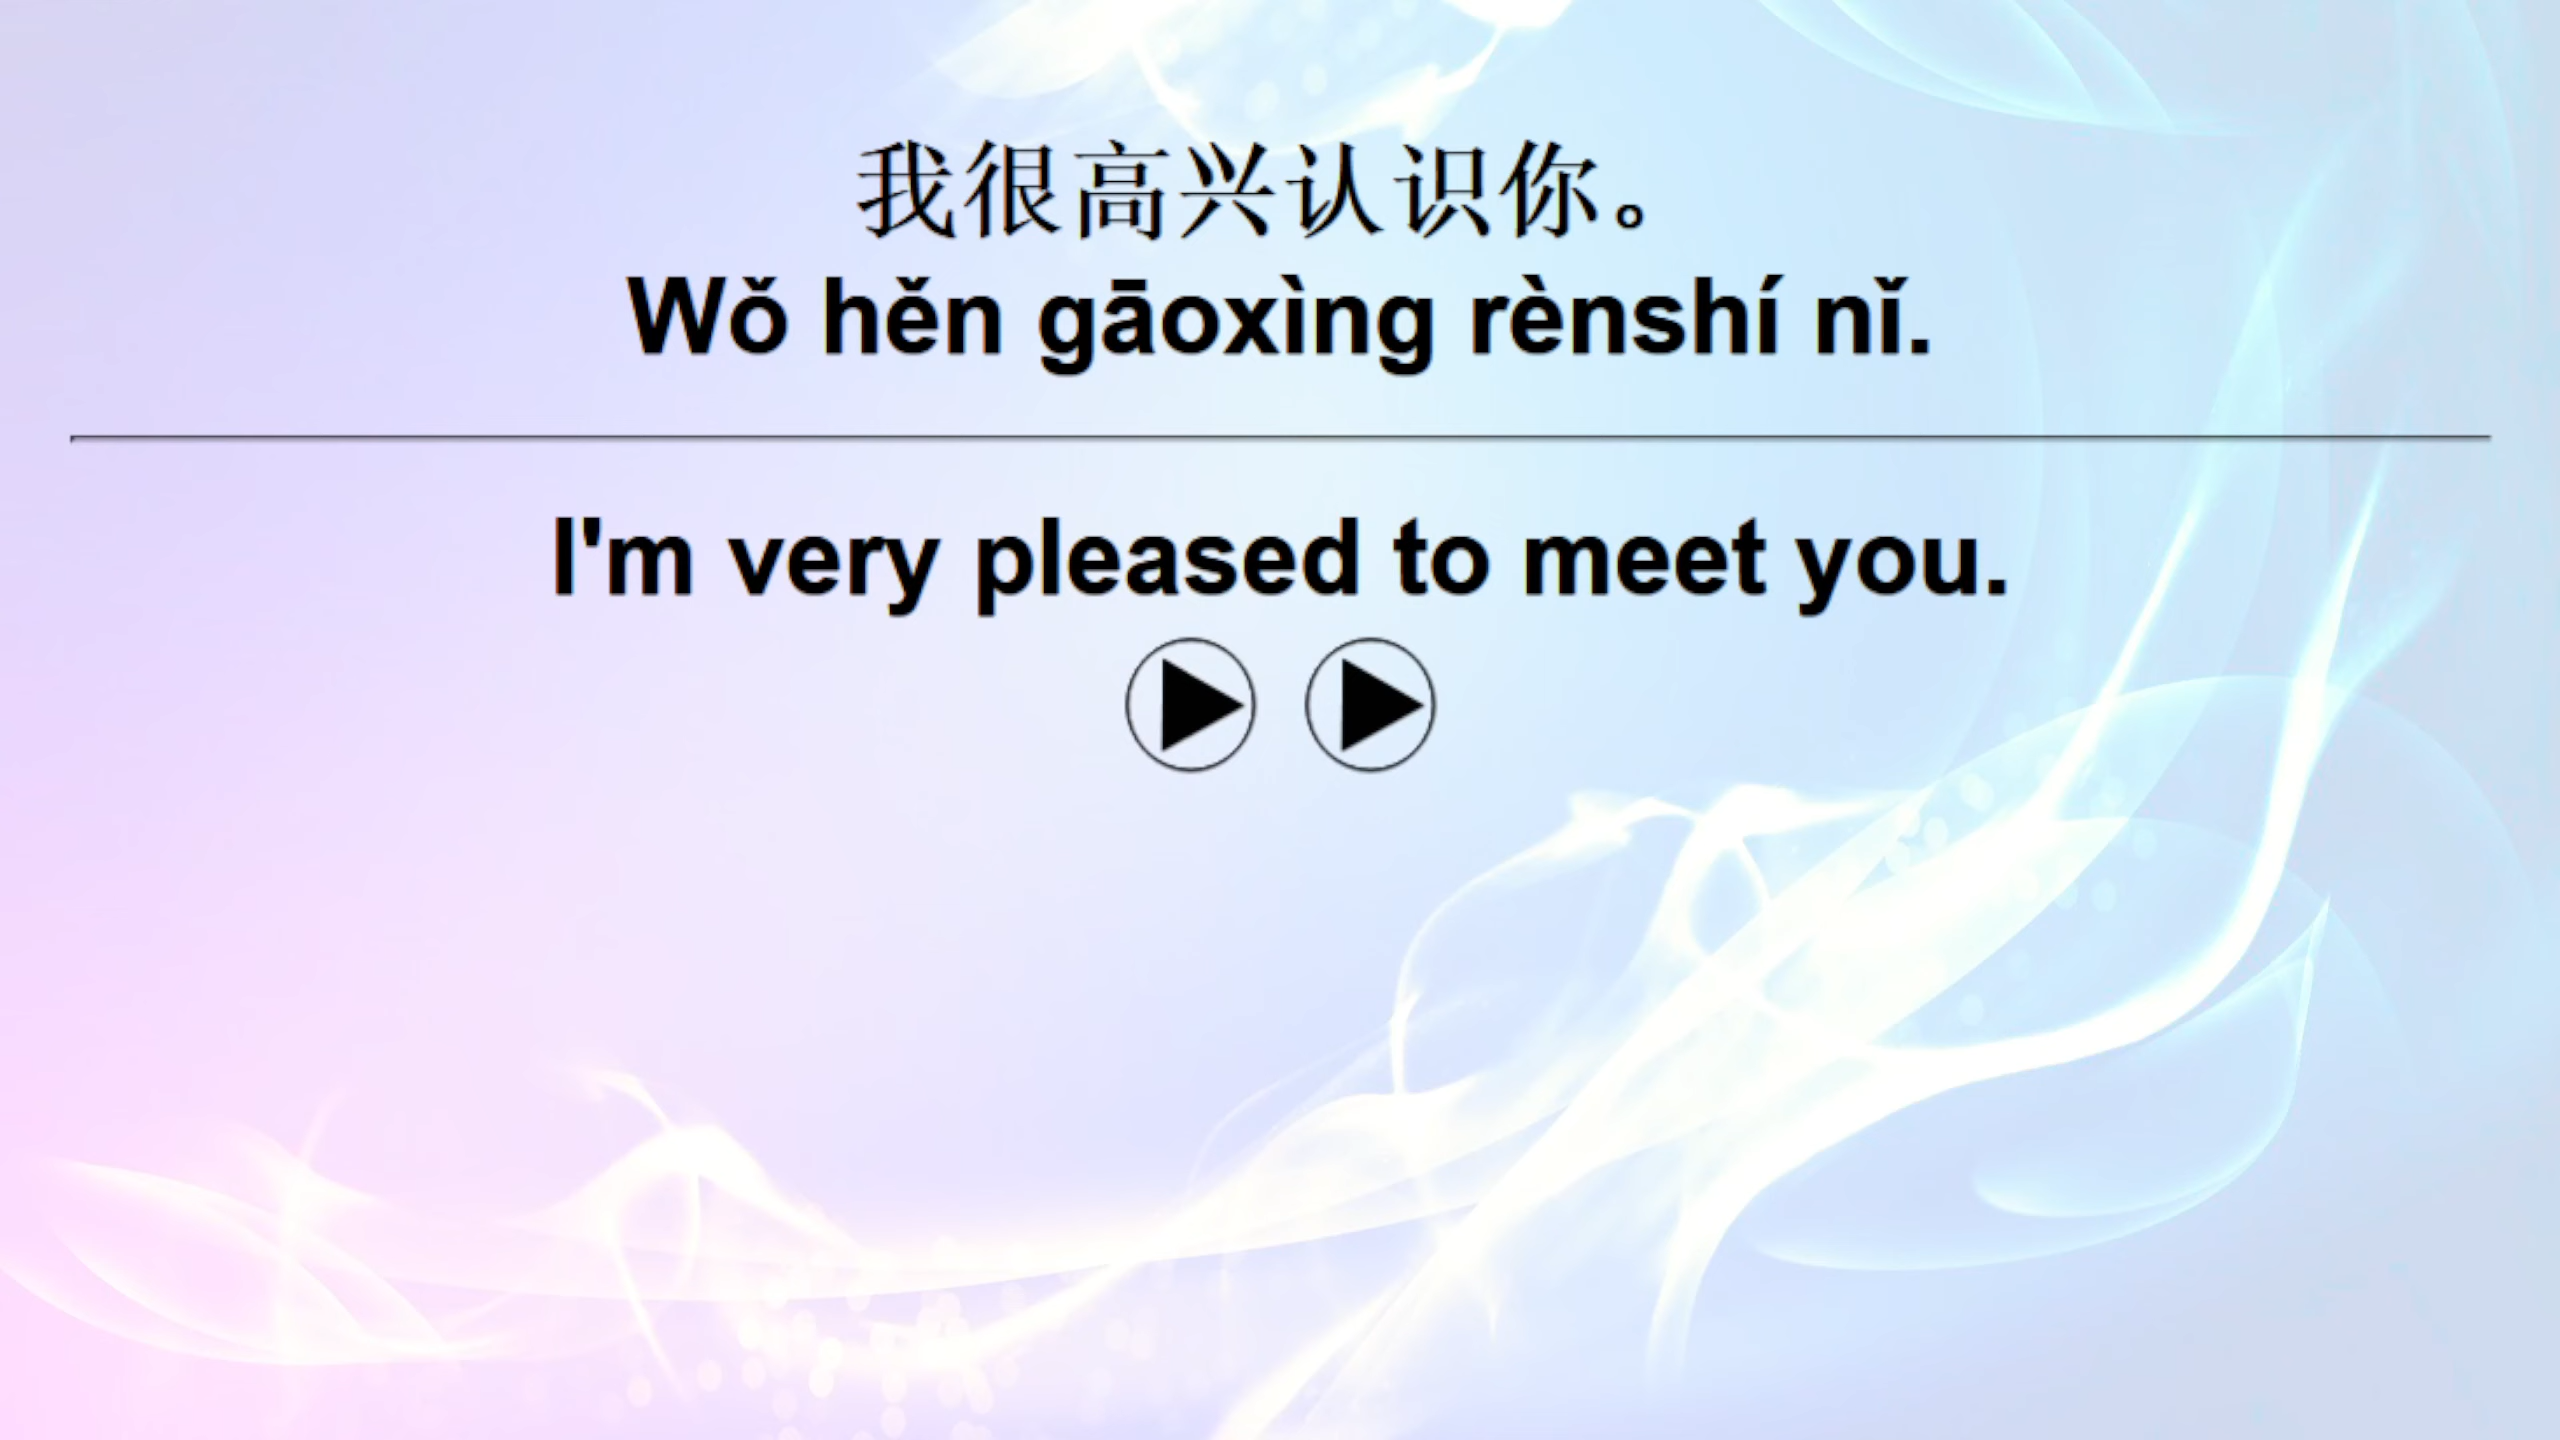 我很高兴认识你。
Wǒ hěn gāoxìng rènshí nǐ.
I'm very pleased to meet you.